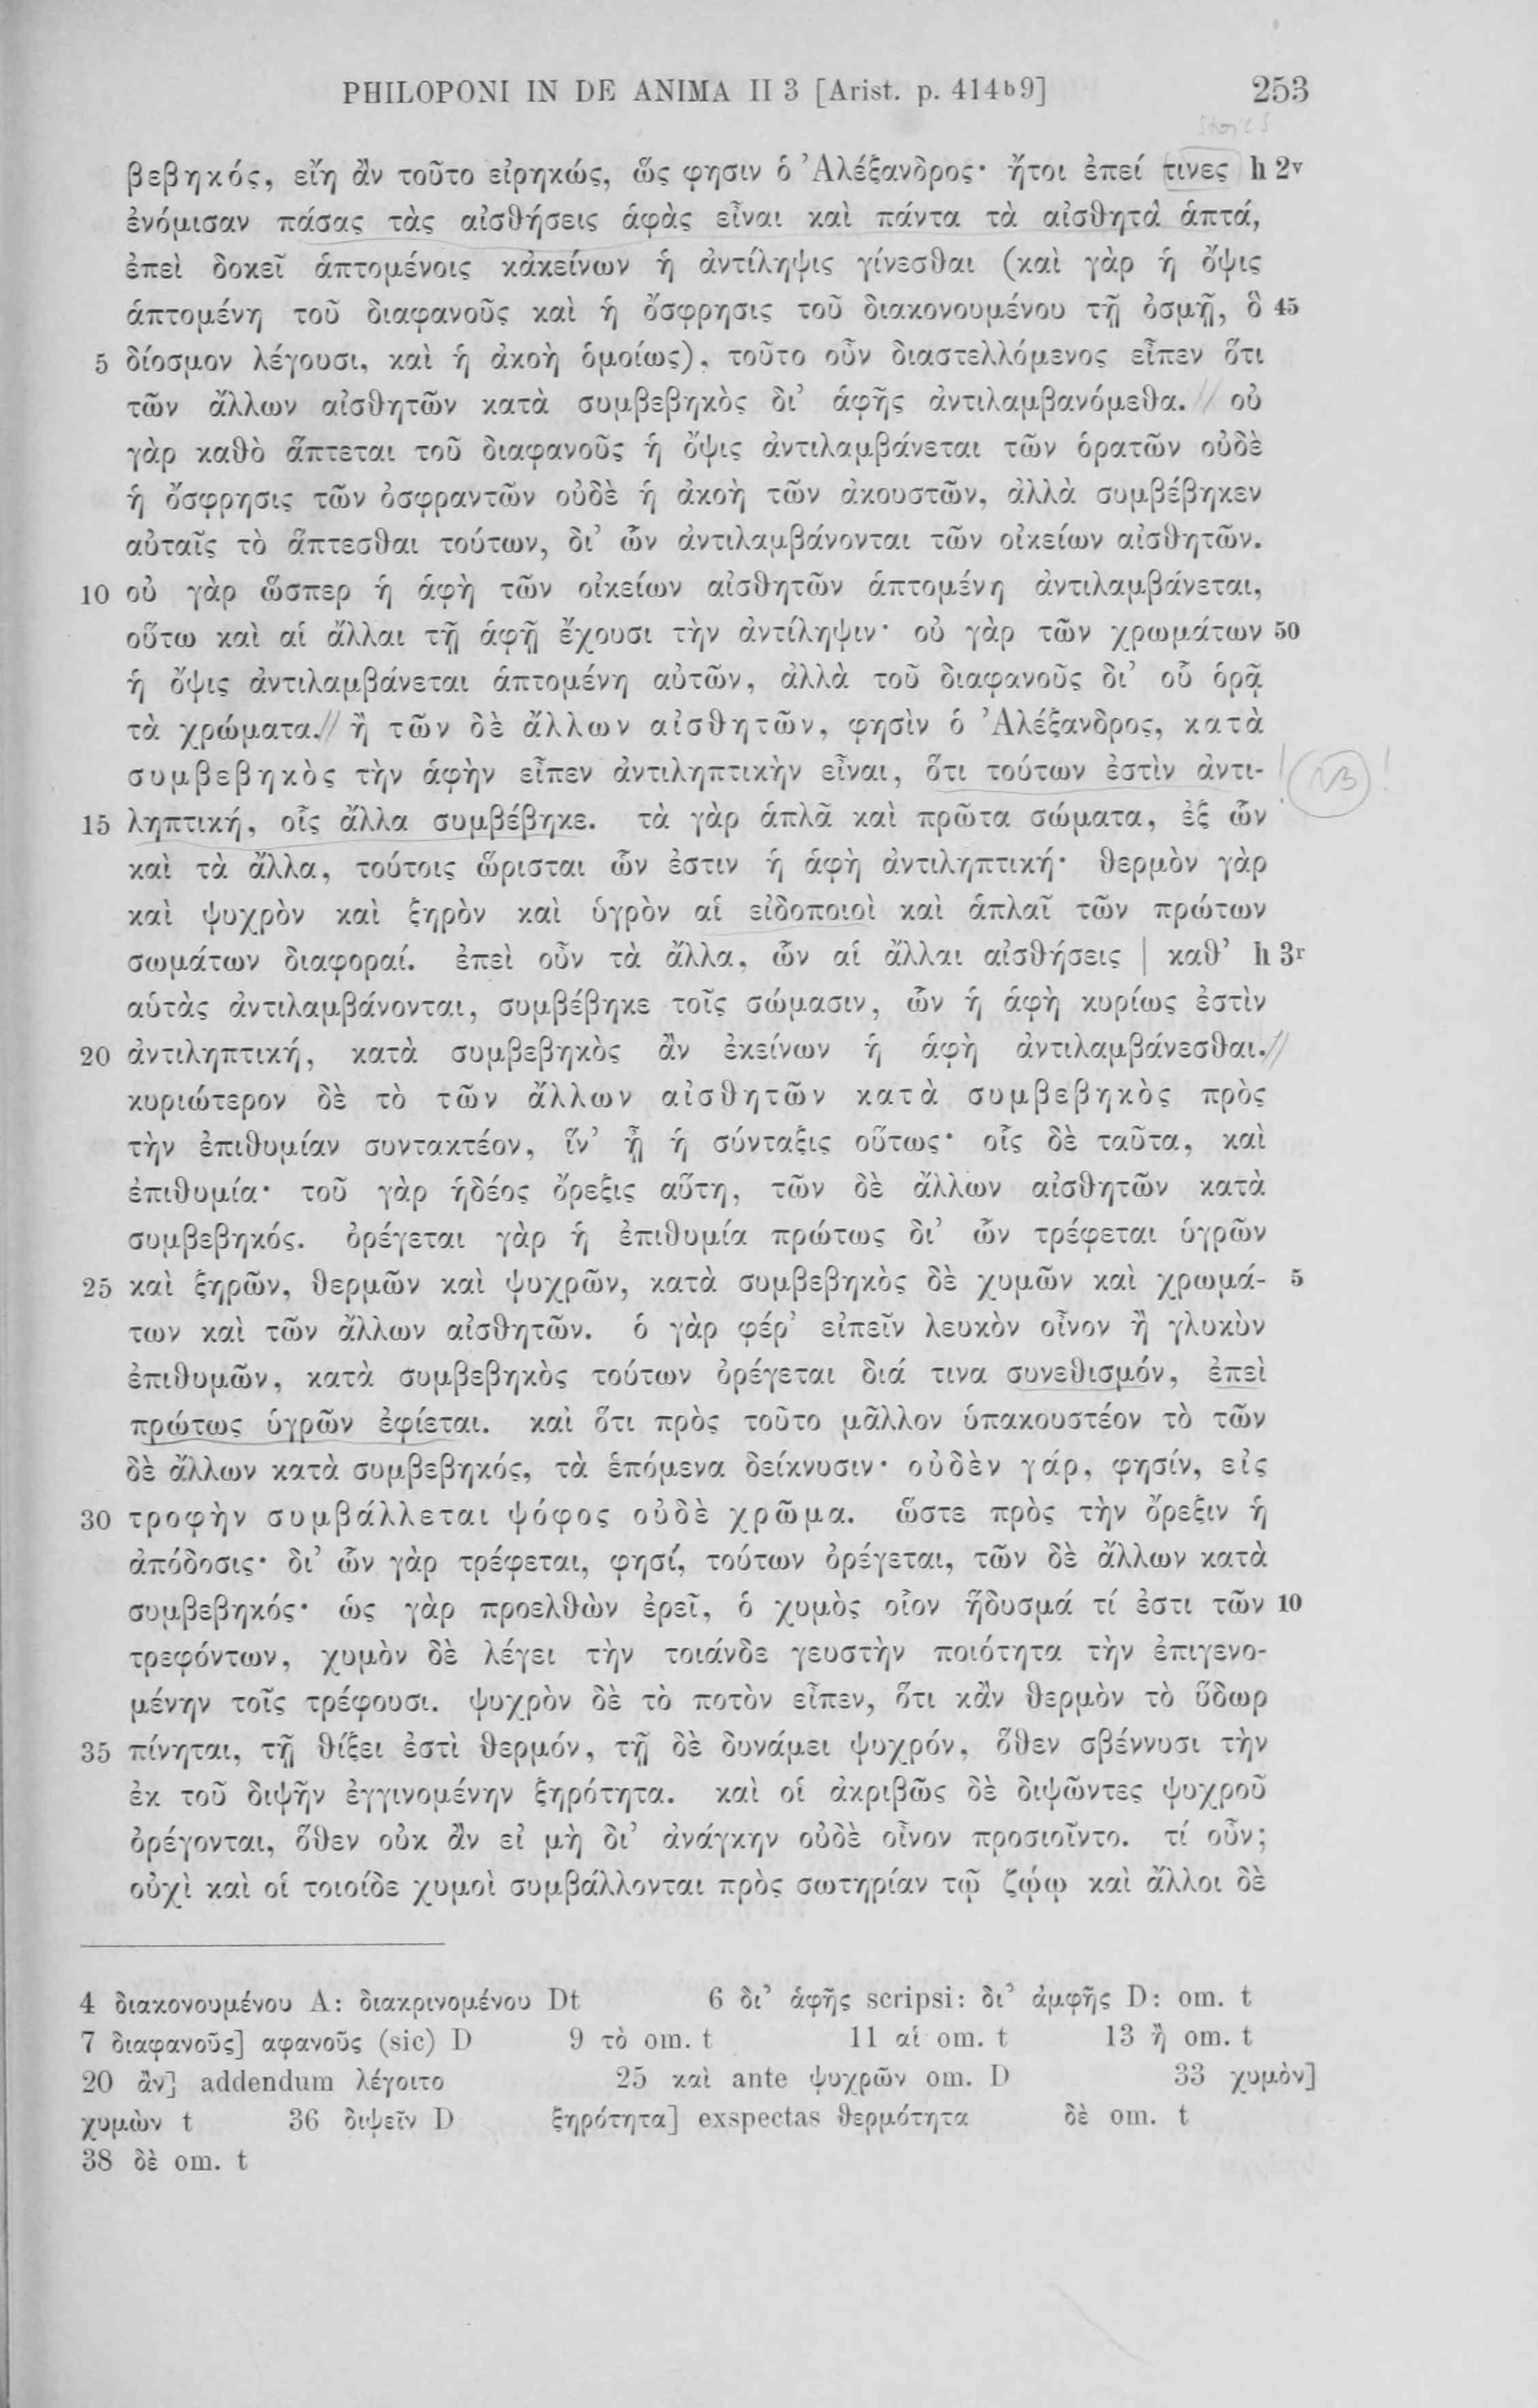 PHILOPONI IN DE ANIMA II 3 [Arist. p. 414b9] 253
Stoics
βεβηκός, εἴη ἂν τοῦτο εἰρηκώς, ὥς φησιν ὁ Ἀλέξανδρος· ἤτοι ἐπεί τινες h 2v
ἐνόμισαν πάσας τὰς αἰσθήσεις ἁφὰς εἶναι καὶ πάντα τὰ αἰσθητὰ ἁπτά,
ἐπεὶ δοκεῖ ἁπτομένοις κἀκείνων ἡ ἀντίληψις γίνεσθαι (καὶ γὰρ ἡ ὄψις
ἁπτομένη τοῦ διαφανοῦς καὶ ἡ ὄσφρησις τοῦ διακονουμένου τῇ ὀσμῇ, ὃ 45
5 δίοσμον λέγουσι, καὶ ἡ ἀκοὴ ὁμοίως), τοῦτο οὖν διαστελλόμενος εἶπεν ὅτι
τῶν ἄλλων αἰσθητῶν κατὰ συμβεβηκὸς δι’ ἁφῆς ἀντιλαμβανόμεθα. // οὐ
γὰρ καθὸ ἅπτεται τοῦ διαφανοῦς ἡ ὄψις ἀντιλαμβάνεται τῶν ὁρατῶν οὐδὲ
ἡ ὄσφρησις τῶν ὀσφραντῶν οὐδὲ ἡ ἀκοὴ τῶν ἀκουστῶν, ἀλλὰ συμβέβηκεν
αὐταῖς τὸ ἅπτεσθαι τούτων, δι’ ὧν ἀντιλαμβάνονται τῶν οἰκείων αἰσθητῶν.
10 οὐ γὰρ ὥσπερ ἡ ἁφὴ τῶν οἰκείων αἰσθητῶν ἁπτομένη ἀντιλαμβάνεται,
οὕτω καὶ αἱ ἄλλαι τῇ ἁφῇ ἔχουσι τὴν ἀντίληψιν· οὐ γὰρ τῶν χρωμάτων 50
ἡ ὄψις ἀντιλαμβάνεται ἁπτομένη αὐτῶν, ἀλλὰ τοῦ διαφανοῦς δι’ οὗ ὁρᾷ
τὰ χρώματα. // ἢ τῶν δὲ ἄλλων αἰσθητῶν, φησὶν ὁ Ἀλέξανδρος, κατὰ
συμβεβηκὸς τὴν ἁφὴν εἶπεν ἀντιληπτικὴν εἶναι, ὅτι τούτων ἐστὶν ἀντι- ! NB !
15 ληπτική, οἷς ἄλλα συμβέβηκε. τὰ γὰρ ἁπλᾶ καὶ πρῶτα σώματα, ἐξ ὧν
καὶ τὰ ἄλλα, τούτοις ὥρισται ὧν ἐστιν ἡ ἁφὴ ἀντιληπτική· θερμὸν γὰρ
καὶ ψυχρὸν καὶ ξηρὸν καὶ ὑγρὸν αἱ εἰδοποιοὶ καὶ ἁπλαῖ τῶν πρώτων
σωμάτων διαφοραί. ἐπεὶ οὖν τὰ ἄλλα, ὧν αἱ ἄλλαι αἰσθήσεις | καθ’ h 3r
αὑτὰς ἀντιλαμβάνονται, συμβέβηκε τοῖς σώμασιν, ὧν ἡ ἁφὴ κυρίως ἐστὶν
20 ἀντιληπτική, κατὰ συμβεβηκὸς ἂν ἐκείνων ἡ ἁφὴ ἀντιλαμβάνεσθαι. //
κυριώτερον δὲ τὸ τῶν ἄλλων αἰσθητῶν κατὰ συμβεβηκὸς πρὸς
τὴν ἐπιθυμίαν συντακτέον, ἵν’ ᾖ ἡ σύνταξις οὕτως· οἷς δὲ ταῦτα, καὶ
ἐπιθυμία· τοῦ γὰρ ἡδέος ὄρεξις αὕτη, τῶν δὲ ἄλλων αἰσθητῶν κατὰ
συμβεβηκός. ὀρέγεται γὰρ ἡ ἐπιθυμία πρώτως δι’ ὧν τρέφεται ὑγρῶν
25 καὶ ξηρῶν, θερμῶν καὶ ψυχρῶν, κατὰ συμβεβηκὸς δὲ χυμῶν καὶ χρωμά- 5
των καὶ τῶν ἄλλων αἰσθητῶν. ὁ γὰρ φέρ’ εἰπεῖν λευκὸν οἶνον ἢ γλυκὺν
ἐπιθυμῶν, κατὰ συμβεβηκὸς τούτων ὀρέγεται διά τινα συνεθισμόν, ἐπεὶ
πρώτως ὑγρῶν ἐφίεται. καὶ ὅτι πρὸς τοῦτο μᾶλλον ὑπακουστέον τὸ τῶν
δὲ ἄλλων κατὰ συμβεβηκός, τὰ ἑπόμενα δείκνυσιν· οὐδὲν γάρ, φησίν, εἰς
30 τροφὴν συμβάλλεται ψόφος οὐδὲ χρῶμα. ὥστε πρὸς τὴν ὄρεξιν ἡ
ἀπόδοσις· δι’ ὧν γὰρ τρέφεται, φησί, τούτων ὀρέγεται, τῶν δὲ ἄλλων κατὰ
συμβεβηκός· ὡς γὰρ προελθὼν ἐρεῖ, ὁ χυμὸς οἷον ἥδυσμά τί ἐστι τῶν 10
τρεφόντων, χυμὸν δὲ λέγει τὴν τοιάνδε γευστὴν ποιότητα τὴν ἐπιγενο-
μένην τοῖς τρέφουσι. ψυχρὸν δὲ τὸ ποτὸν εἶπεν, ὅτι κἂν θερμὸν τὸ ὕδωρ
35 πίνηται, τῇ θίξει ἐστὶ θερμόν, τῇ δὲ δυνάμει ψυχρόν, ὅθεν σβέννυσι τὴν
ἐκ τοῦ διψῆν ἐγγινομένην ξηρότητα. καὶ οἱ ἀκριβῶς δὲ διψῶντες ψυχροῦ
ὀρέγονται, ὅθεν οὐκ ἂν εἰ μὴ δι’ ἀνάγκην οὐδὲ οἶνον προσιοῖντο. τί οὖν;
οὐχὶ καὶ οἱ τοιοίδε χυμοὶ συμβάλλονται πρὸς σωτηρίαν τῷ ζῴῳ καὶ ἄλλοι δὲ
4 διακονουμένου A: διακρινομένου Dt 6 δι’ ἁφῆς scripsi: δι’ ἀμφῆς D: om. t
7 διαφανοῦς] αφανοῦς (sic) D 9 τὸ om. t 11 αἱ om. t 13 ἢ om. t
20 ἂν] addendum λέγοιτο 25 καὶ ante ψυχρῶν om. D 33 χυμὸν]
χυμὼν t 36 διψεῖν D ξηρότητα] exspectas θερμότητα δὲ om. t
38 δὲ om. t